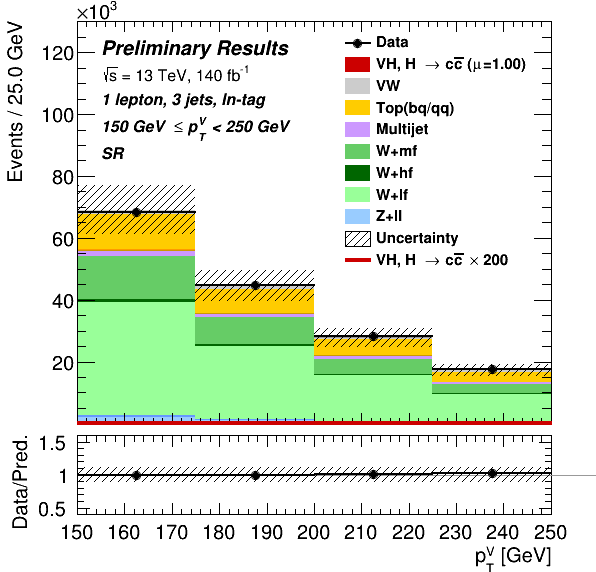 ×10³
Events / 25.0 GeV
120
100
80
60
40
20
Preliminary Results
√s = 13 TeV, 140 fb⁻¹
1 lepton, 3 jets, ln-tag
150 GeV ≤ p_T^V < 250 GeV
SR
Data
VH, H → cc̅ (μ=1.00)
VW
Top(bq/qq)
Multijet
W+mf
W+hf
W+lf
Z+ll
Uncertainty
VH, H → cc̅ × 200
Data/Pred.
1.5
1
0.5
150 160 170 180 190 200 210 220 230 240 250
p_T^V [GeV]